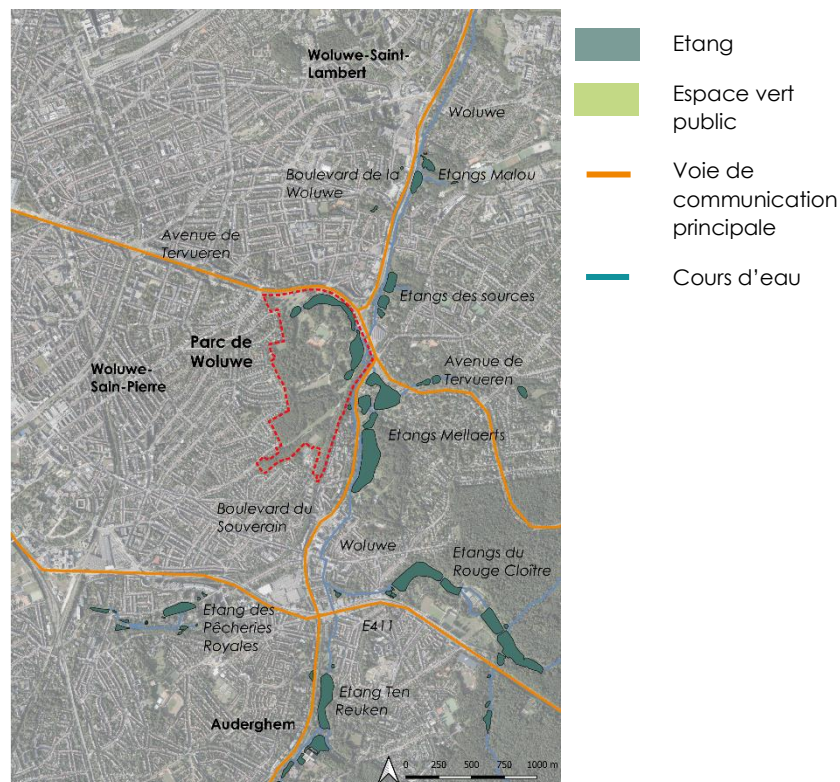 Woluwe-Saint-
Lambert
Woluwe
Boulevard de la
Woluwe
Etangs Malou
Avenue de
Tervueren
Etangs des sources
Parc de
Woluwe
Woluwe-
Sain-Pierre
Avenue de
Tervueren
Etangs Mellaerts
Boulevard du
Souverain
Woluwe
Etangs du
Rouge Cloître
Etang des
Pêcheries
Royales
E411
Etang Ten
Reuken
Auderghem
0 250 500 750 1000 m
Etang
Espace vert
public
Voie de
communication
principale
Cours d'eau